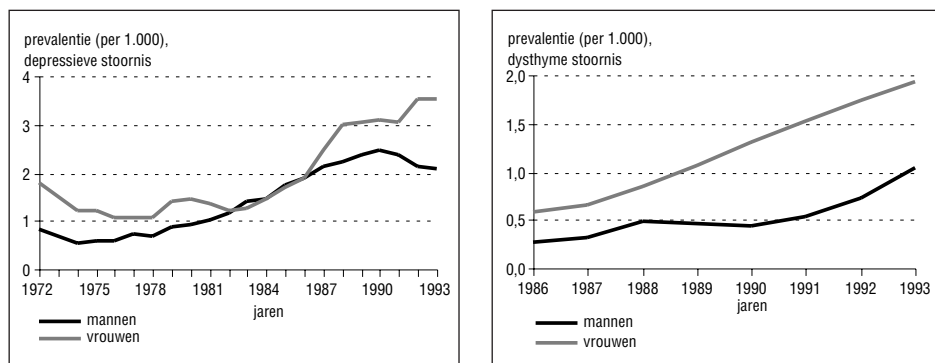 prevalentie (per 1.000),
depressieve stoornis
4
3
2
1
0
1972 1975 1978 1981 1984 1987 1990 1993
jaren
mannen
vrouwen
prevalentie (per 1.000),
dysthyme stoornis
2,0
1,5
1,0
0,5
0,0
1986 1987 1988 1989 1990 1991 1992 1993
jaren
mannen
vrouwen